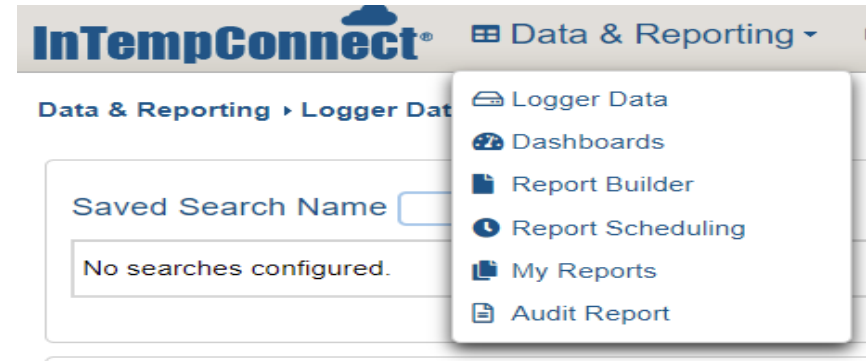 InTempConnect®
Data & Reporting
Data & Reporting › Logger Dat
Logger Data
Dashboards
Report Builder
Report Scheduling
My Reports
Audit Report
Saved Search Name
No searches configured.